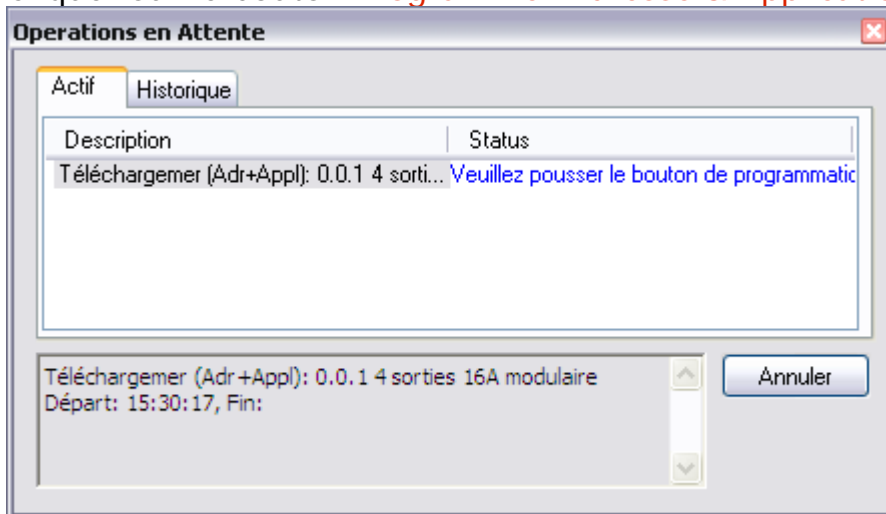 Operations en Attente
Actif Historique
Description Status
Téléchargemer (Adr+Appl): 0.0.1 4 sorti... Veuillez pousser le bouton de programmatic
Téléchargemer (Adr+Appl): 0.0.1 4 sorties 16A modulaire
Départ: 15:30:17, Fin:
Annuler